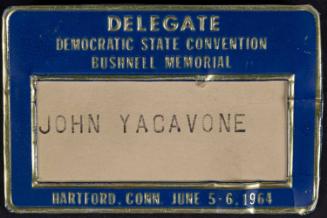 DELEGATE
DEMOCRATIC STATE CONVENTION
BUSHNELL MEMORIAL
JOHN YACAVONE
HARTFORD, CONN. JUNE 5-6, 1964